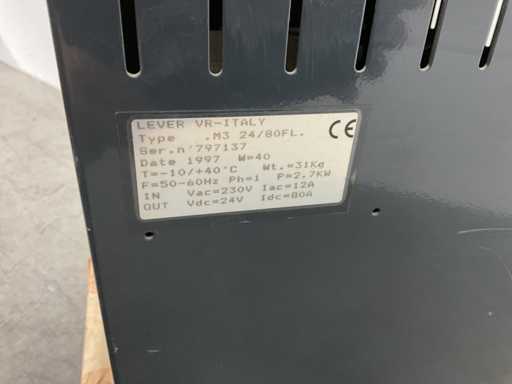 LEVER VR-ITALY
Type .M3 24/80FL.
Ser.n°797137
Date 1997 W=40
T=-10/+40°C Wt.=31Kg
F=50-60Hz Ph=1 P=2.7KW
IN Vac=230V Iac=12A
OUT Vdc=24V Idc=80A
CE